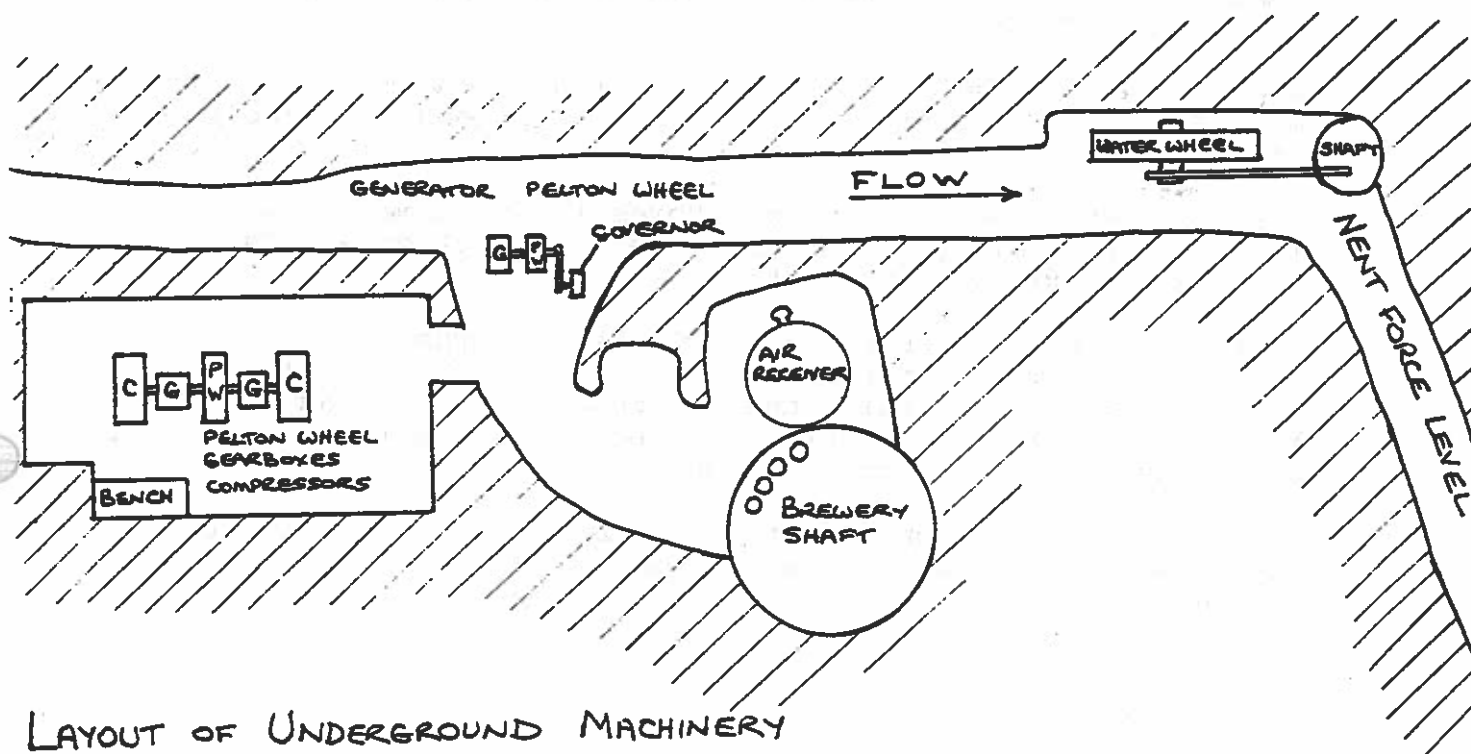 WATER WHEEL
SHAFT
GENERATOR PELTON WHEEL
FLOW
GOVERNOR
G
P
W
NENT FORCE LEVEL
AIR
RECEIVER
C
G
P
W
G
C
PELTON WHEEL
GEARBOXES
COMPRESSORS
BENCH
BREWERY
SHAFT
LAYOUT OF UNDERGROUND MACHINERY